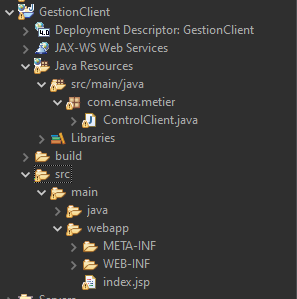 GestionClient
Deployment Descriptor: GestionClient
JAX-WS Web Services
Java Resources
src/main/java
com.ensa.metier
ControlClient.java
Libraries
build
src
main
java
webapp
META-INF
WEB-INF
index.jsp